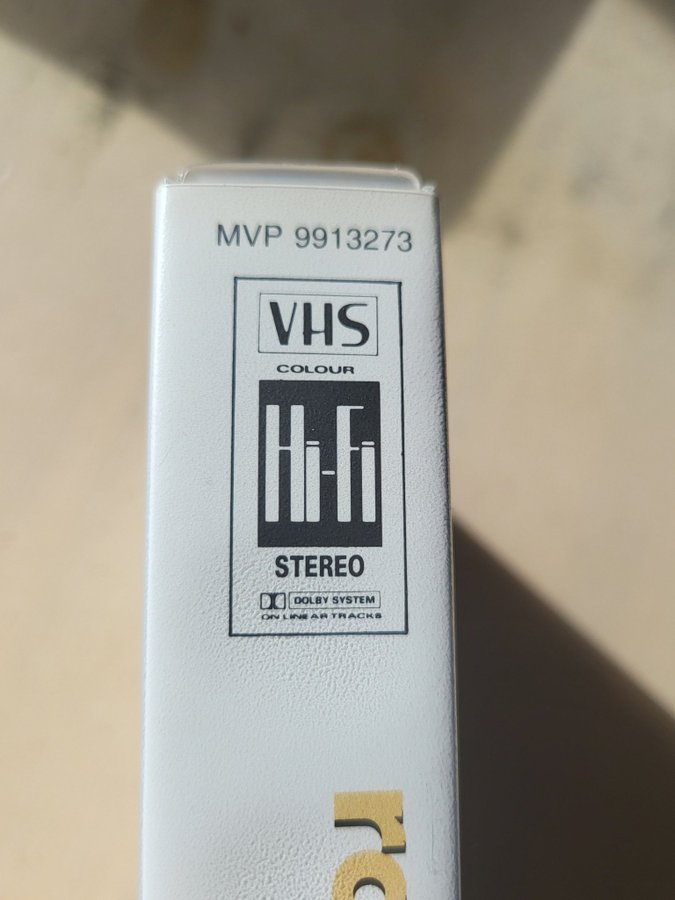 MVP 9913273
VHS
COLOUR
Hi-Fi
STEREO
DOLBY SYSTEM
ON LINEAR TRACKS